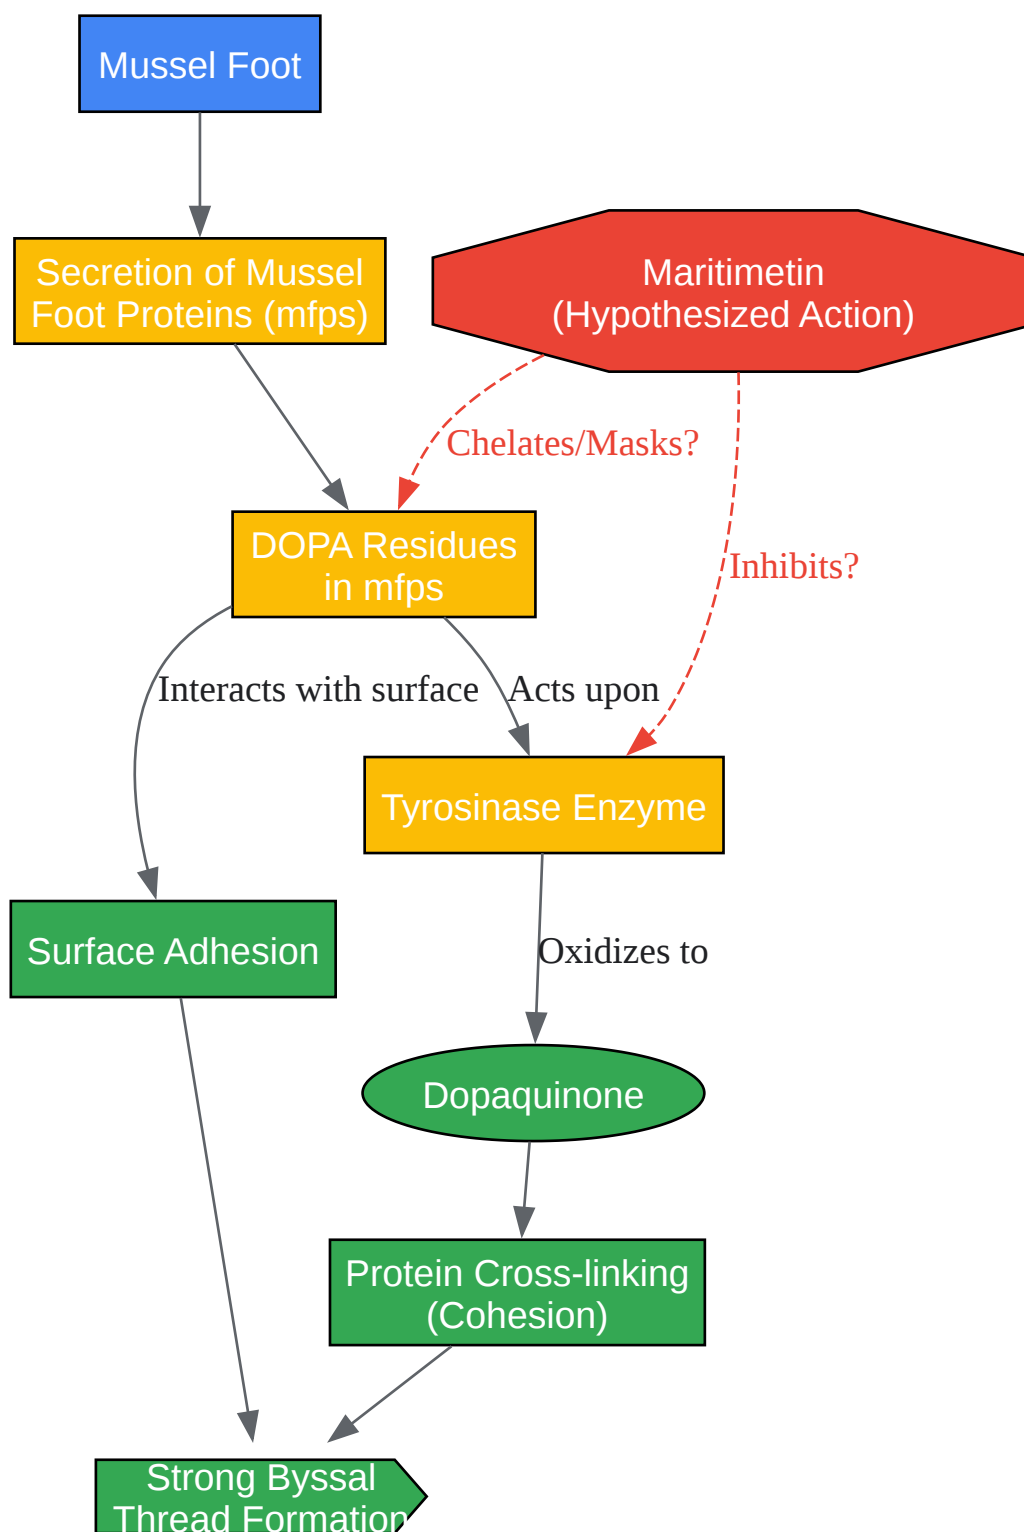 Mussel Foot
Secretion of Mussel
Foot Proteins (mfps)
Maritimetin
(Hypothesized Action)
Chelates/Masks?
DOPA Residues
in mfps
Inhibits?
Interacts with surface
Acts upon
Tyrosinase Enzyme
Surface Adhesion
Oxidizes to
Dopaquinone
Protein Cross-linking
(Cohesion)
Strong Byssal
Thread Formation